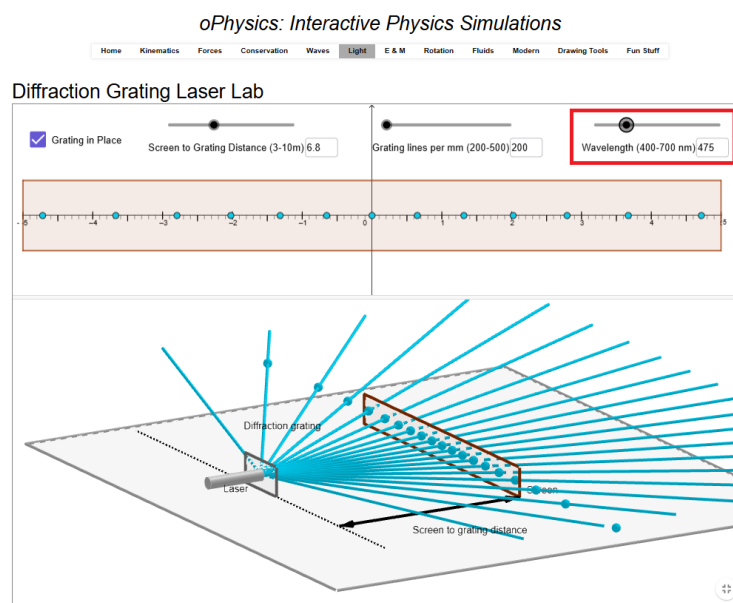 oPhysics: Interactive Physics Simulations
Home Kinematics Forces Conservation Waves Light E & M Rotation Fluids Modern Drawing Tools Fun Stuff
Diffraction Grating Laser Lab
Grating in Place
Screen to Grating Distance (3-10m) 6.8
Grating lines per mm (200-500) 200
Wavelength (400-700 nm) 475
-5 -4 -3 -2 -1 0 1 2 3 4 5
Diffraction grating
Laser
Screen
Screen to grating distance